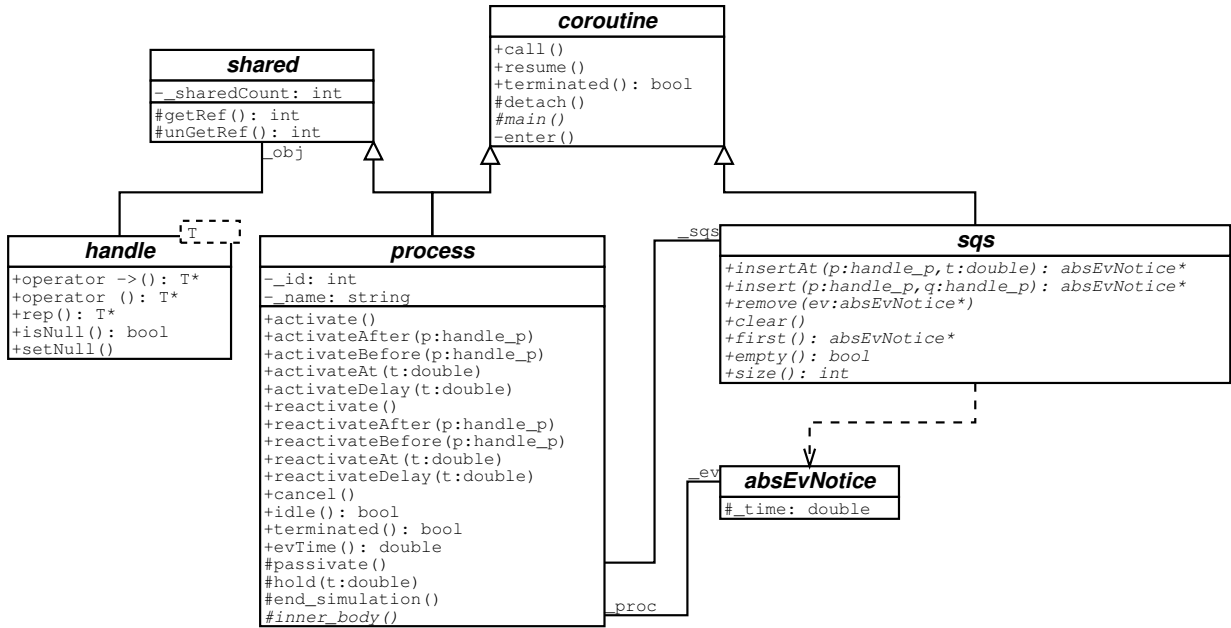 coroutine
+call()
+resume()
+terminated(): bool
#detach()
#main()
-enter()
shared
-_sharedCount: int
#getRef(): int
#unGetRef(): int
_obj
T
handle
+operator ->(): T*
+operator (): T*
+rep(): T*
+isNull(): bool
+setNull()
process
-_id: int
-_name: string
+activate()
+activateAfter(p:handle_p)
+activateBefore(p:handle_p)
+activateAt(t:double)
+activateDelay(t:double)
+reactivate()
+reactivateAfter(p:handle_p)
+reactivateBefore(p:handle_p)
+reactivateAt(t:double)
+reactivateDelay(t:double)
+cancel()
+idle(): bool
+terminated(): bool
+evTime(): double
#passivate()
#hold(t:double)
#end_simulation()
#inner_body()
_sqs
sqs
+insertAt(p:handle_p,t:double): absEvNotice*
+insert(p:handle_p,q:handle_p): absEvNotice*
+remove(ev:absEvNotice*)
+clear()
+first(): absEvNotice*
+empty(): bool
+size(): int
_ev
absEvNotice
#_time: double
_proc